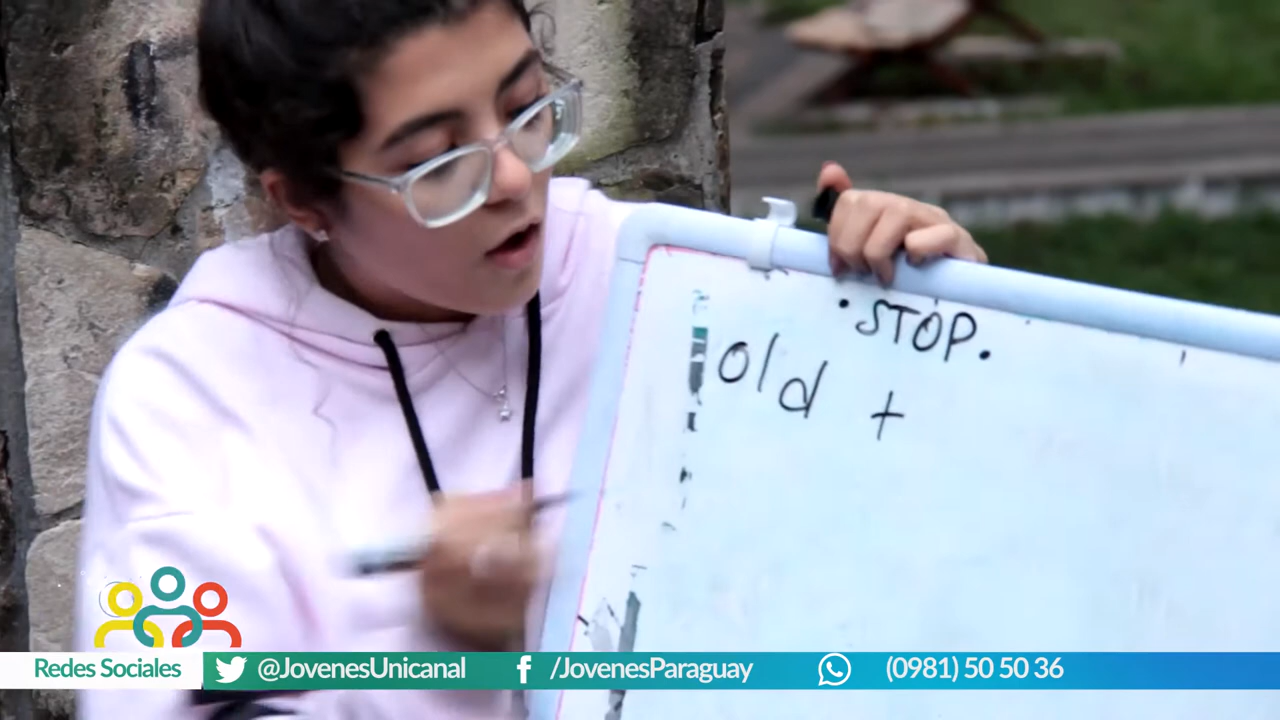 • STOP.
old +
Redes Sociales @JovenesUnicanal /JovenesParaguay (0981) 50 50 36